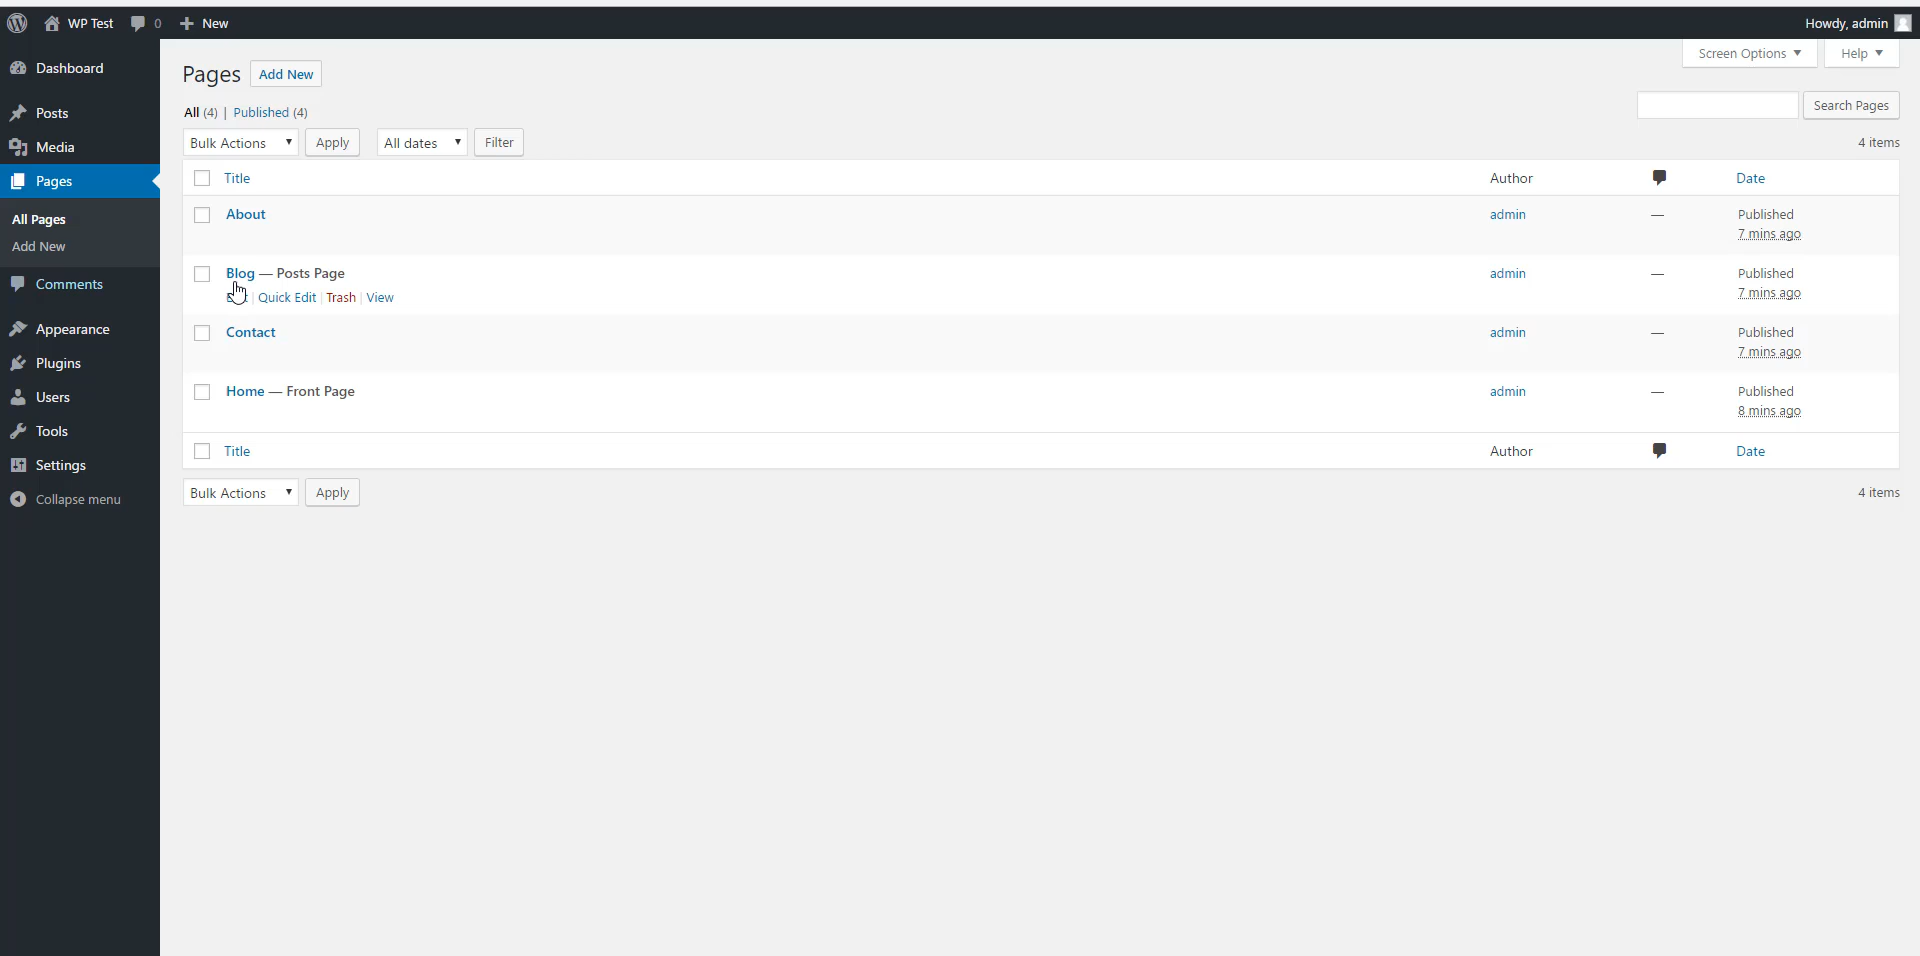 WP Test 0 New Howdy, admin
Screen Options Help
Dashboard
Posts
Media
Pages
All Pages
Add New
Comments
Appearance
Plugins
Users
Tools
Settings
Collapse menu
Pages Add New
All (4) | Published (4)
Search Pages
Bulk Actions Apply All dates Filter 4 items
Title Author Date
About admin — Published
7 mins ago
Blog — Posts Page admin — Published
7 mins ago
Quick Edit | Trash | View
Contact admin — Published
7 mins ago
Home — Front Page admin — Published
8 mins ago
Title Author Date
Bulk Actions Apply 4 items